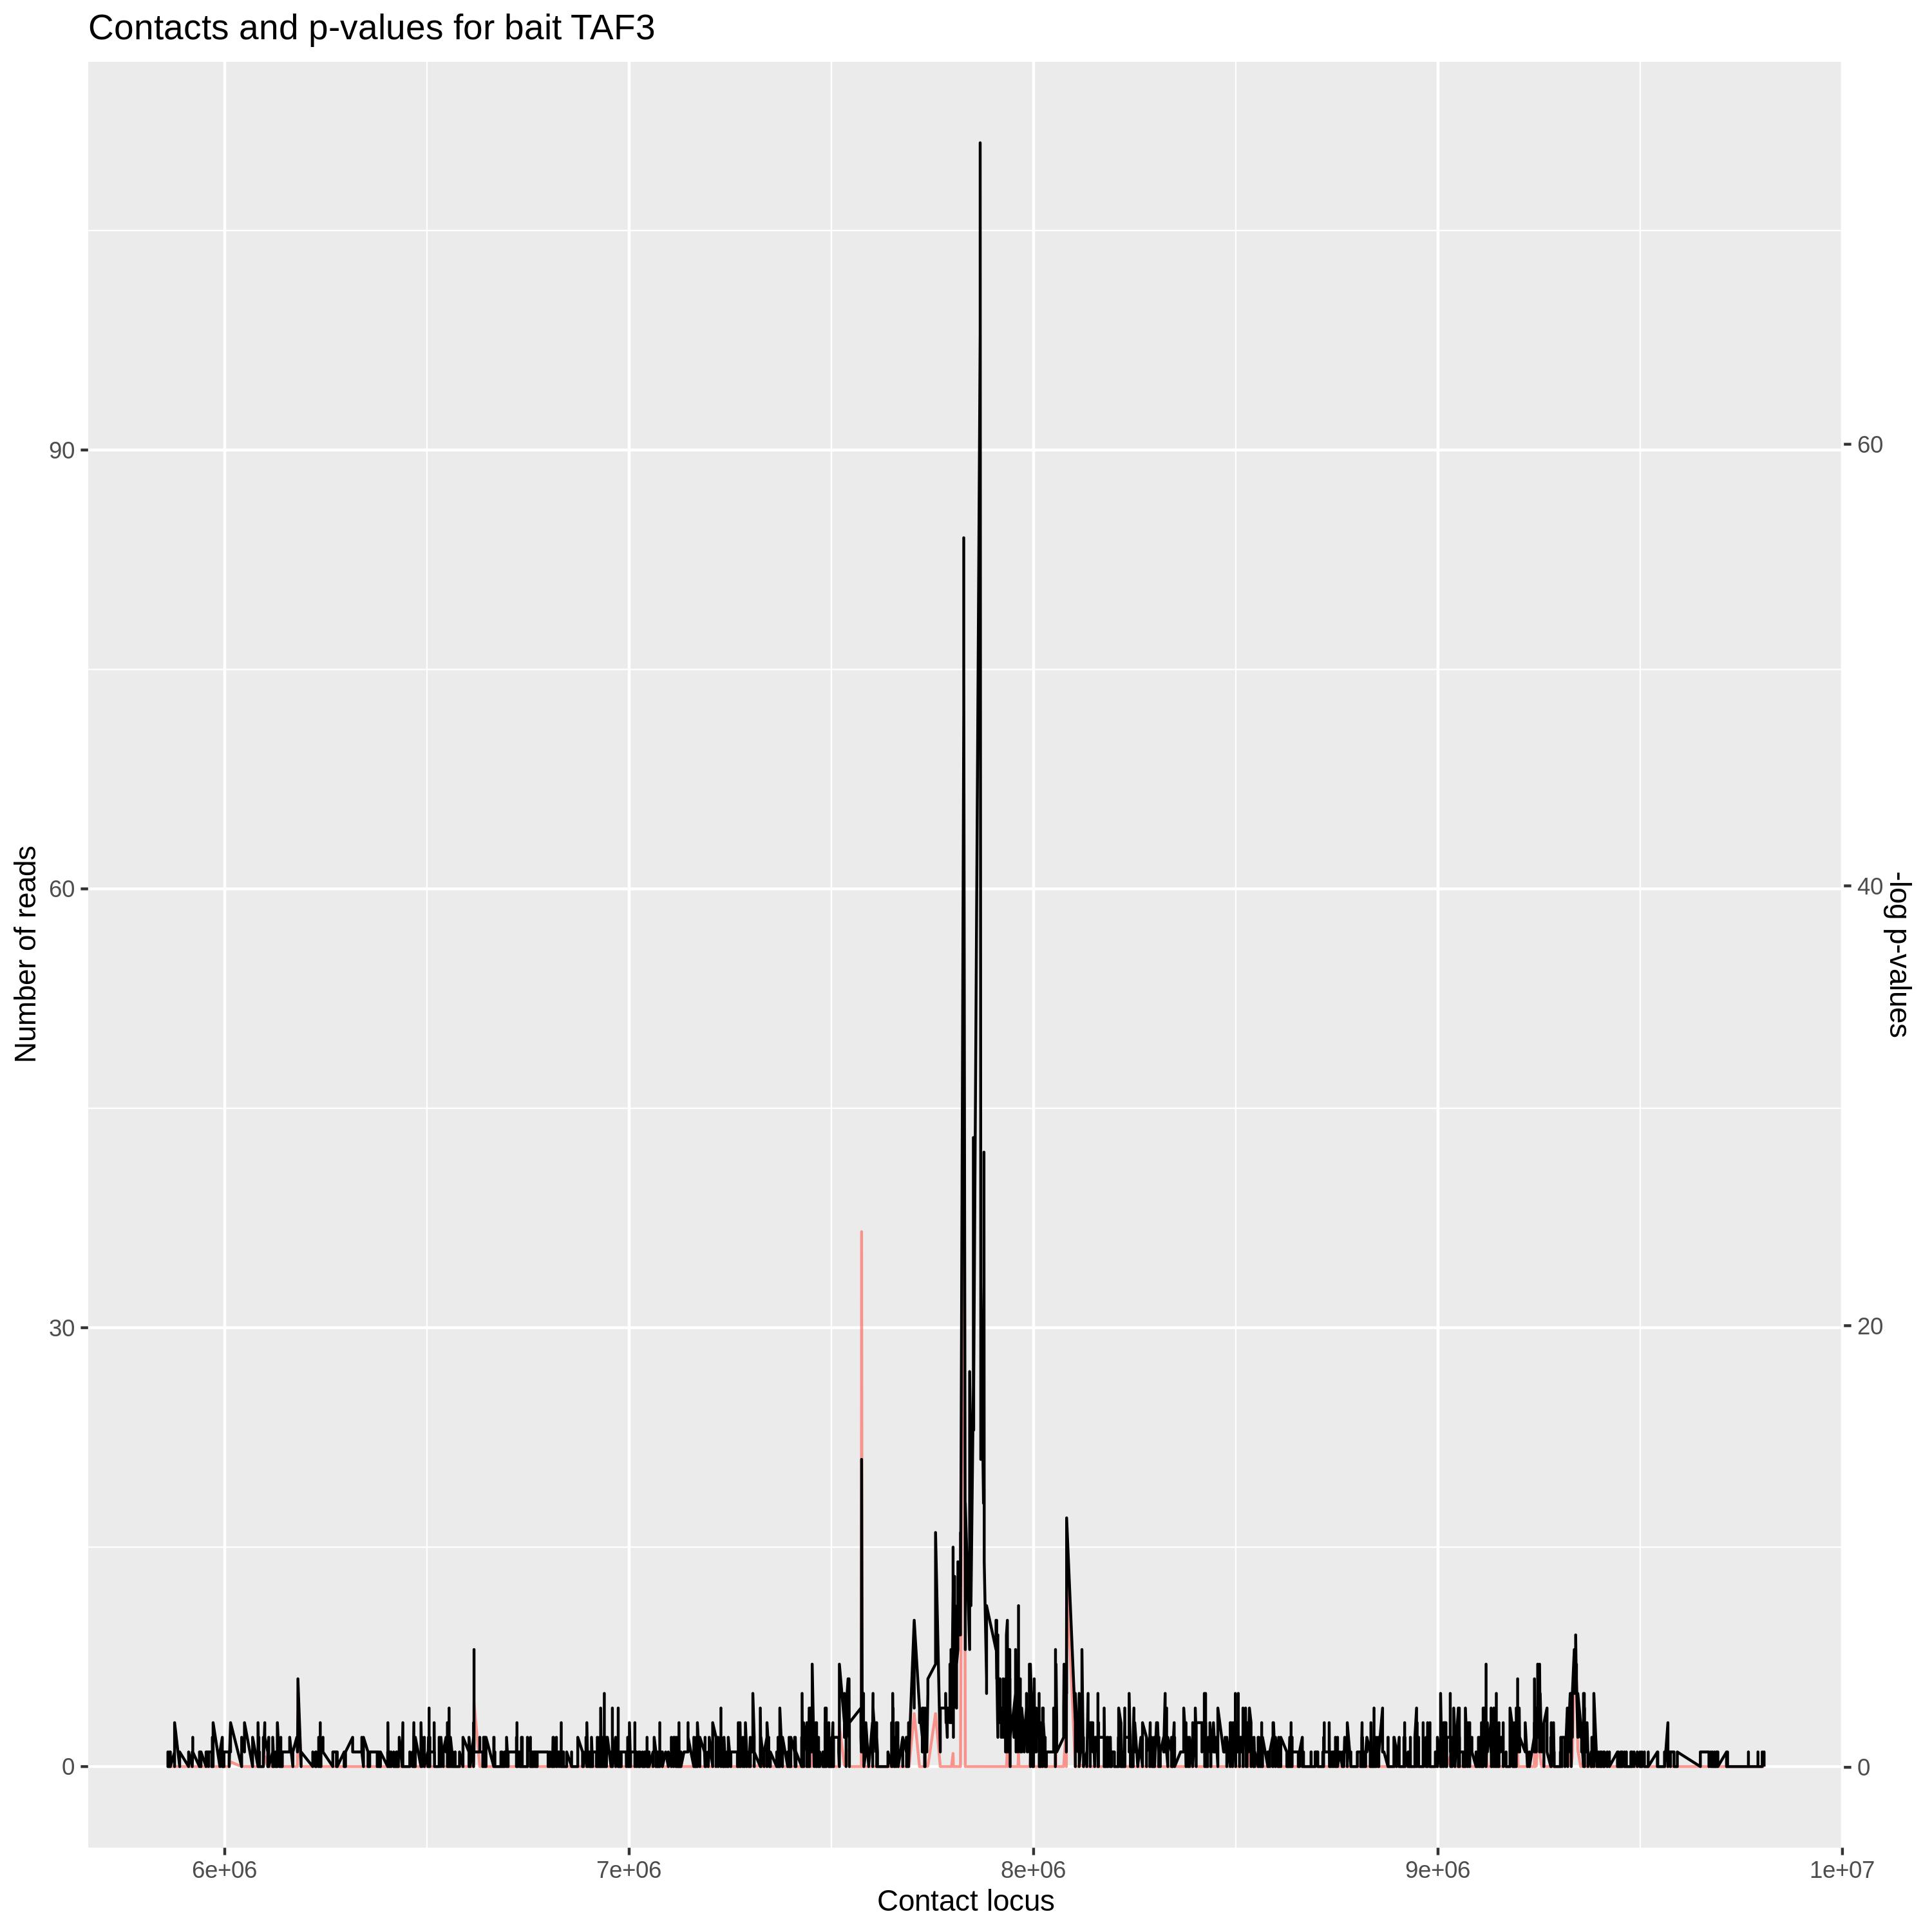 Contacts and p-values for bait TAF3
90
60
30
0
Number of reads
60
40
20
0
-log p-values
6e+06
7e+06
8e+06
9e+06
1e+07
Contact locus